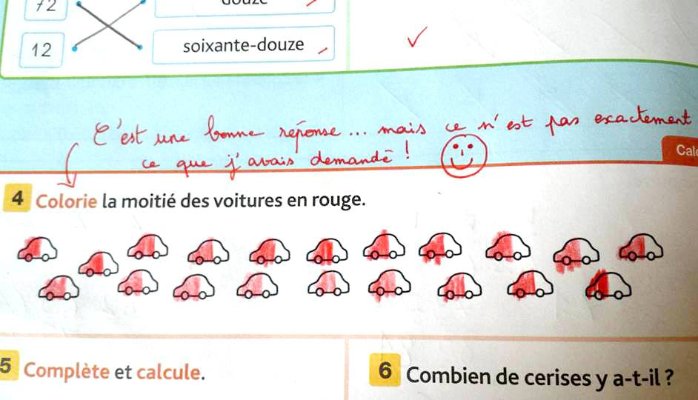 72
douze
12
soixante-douze
C'est une bonne réponse... mais ce n'est pas exactement
ce que j'avais demandé !
4 Colorie la moitié des voitures en rouge.
5 Complète et calcule.
6 Combien de cerises y a-t-il ?